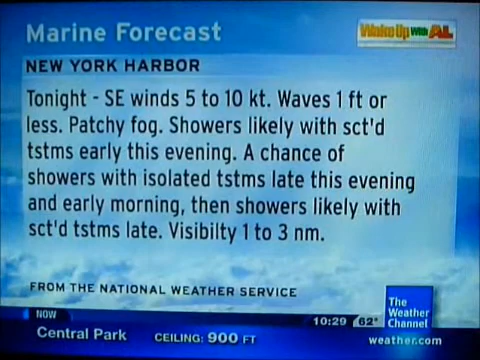 Marine Forecast
Wake Up With AL
NEW YORK HARBOR
Tonight - SE winds 5 to 10 kt. Waves 1 ft or
less. Patchy fog. Showers likely with sct'd
tstms early this evening. A chance of
showers with isolated tstms late this evening
and early morning, then showers likely with
sct'd tstms late. Visibilty 1 to 3 nm.
FROM THE NATIONAL WEATHER SERVICE
The
Weather
Channel
NOW
10:29 62°
Central Park CEILING: 900 FT
weather.com